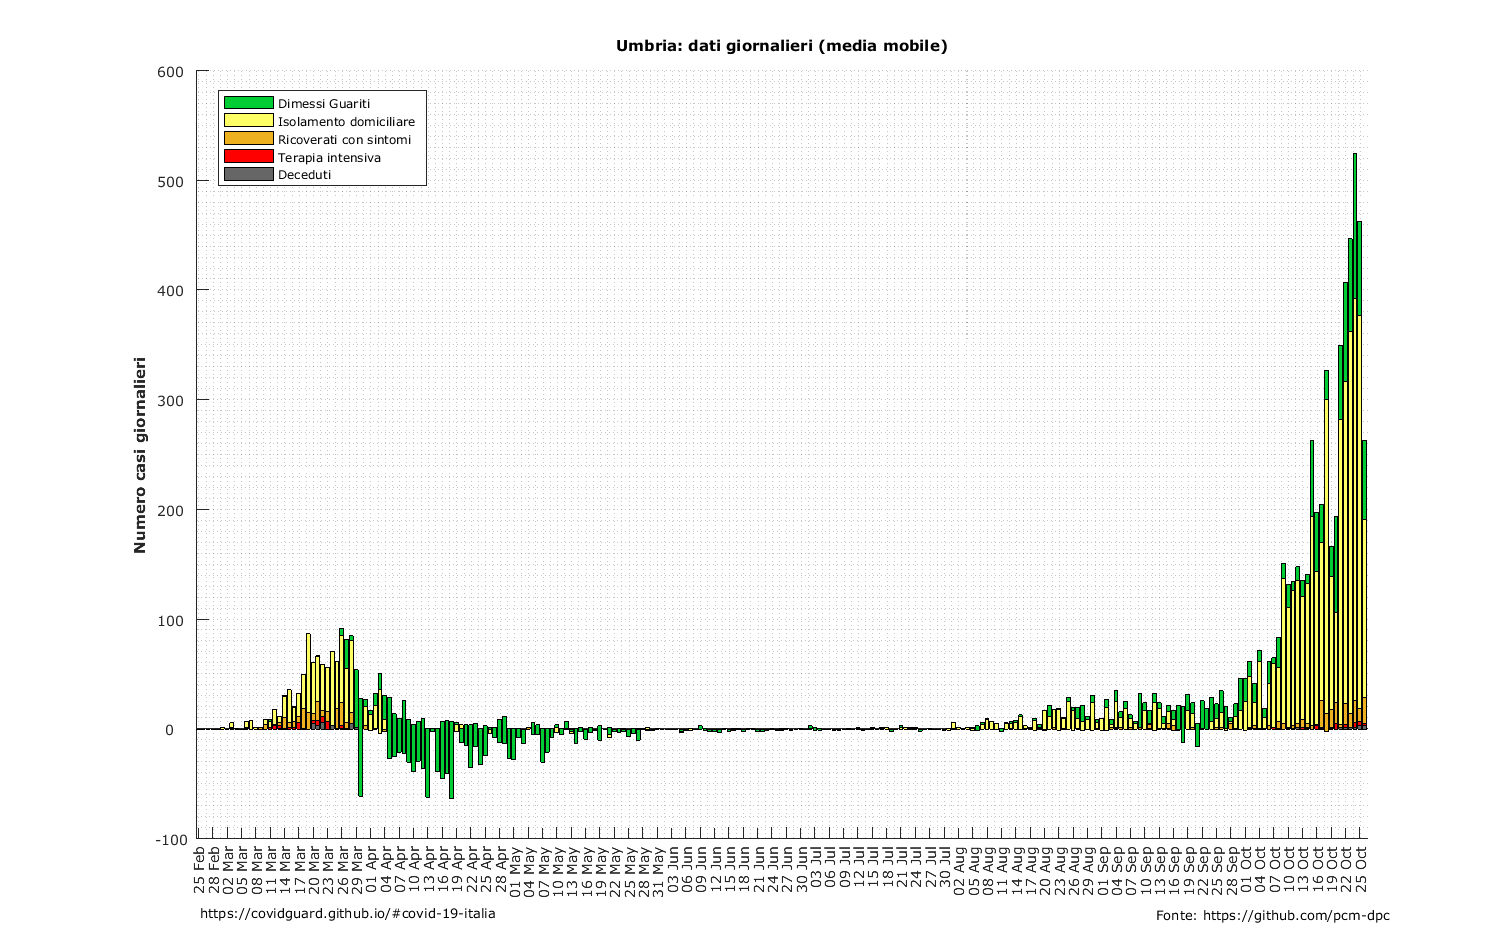 Umbria: dati giornalieri (media mobile)
600
500
400
300
200
100
0
-100
Numero casi giornalieri
Dimessi Guariti
Isolamento domiciliare
Ricoverati con sintomi
Terapia intensiva
Deceduti
25 Feb
28 Feb
02 Mar
05 Mar
08 Mar
11 Mar
14 Mar
17 Mar
20 Mar
23 Mar
26 Mar
29 Mar
01 Apr
04 Apr
07 Apr
10 Apr
13 Apr
16 Apr
19 Apr
22 Apr
25 Apr
28 Apr
01 May
04 May
07 May
10 May
13 May
16 May
19 May
22 May
25 May
28 May
31 May
03 Jun
06 Jun
09 Jun
12 Jun
15 Jun
18 Jun
21 Jun
24 Jun
27 Jun
30 Jun
03 Jul
06 Jul
09 Jul
12 Jul
15 Jul
18 Jul
21 Jul
24 Jul
27 Jul
30 Jul
02 Aug
05 Aug
08 Aug
11 Aug
14 Aug
17 Aug
20 Aug
23 Aug
26 Aug
29 Aug
01 Sep
04 Sep
07 Sep
10 Sep
13 Sep
16 Sep
19 Sep
22 Sep
25 Sep
28 Sep
01 Oct
04 Oct
07 Oct
10 Oct
13 Oct
16 Oct
19 Oct
22 Oct
25 Oct
https://covidguard.github.io/#covid-19-italia
Fonte: https://github.com/pcm-dpc